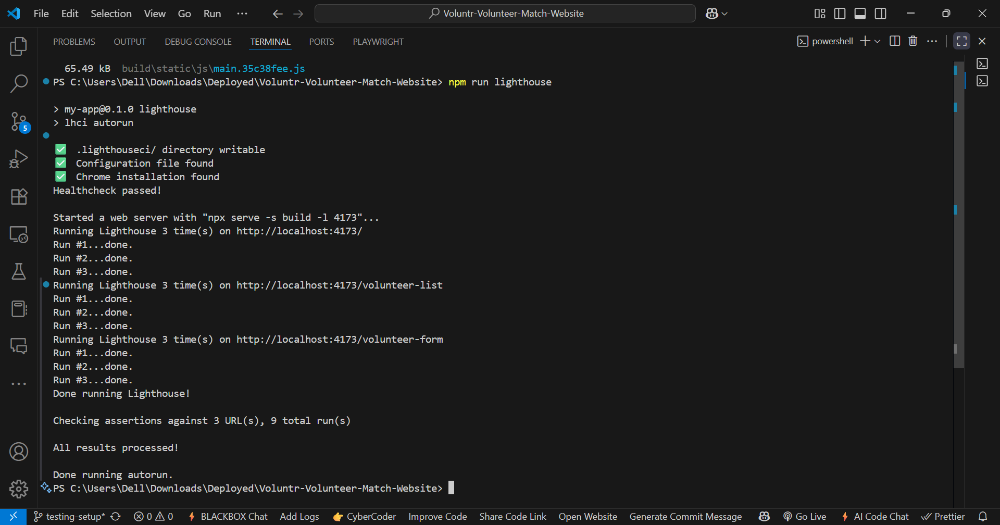 File Edit Selection View Go Run ··· Voluntr-Volunteer-Match-Website
PROBLEMS OUTPUT DEBUG CONSOLE TERMINAL PORTS PLAYWRIGHT powershell
65.49 kB build\static\js\main.35c38fee.js
PS C:\Users\Dell\Downloads\Deployed\Voluntr-Volunteer-Match-Website> npm run lighthouse
> my-app@0.1.0 lighthouse
> lhci autorun
✅ .lighthouseci/ directory writable
✅ Configuration file found
✅ Chrome installation found
Healthcheck passed!
Started a web server with "npx serve -s build -l 4173"...
Running Lighthouse 3 time(s) on http://localhost:4173/
Run #1...done.
Run #2...done.
Run #3...done.
Running Lighthouse 3 time(s) on http://localhost:4173/volunteer-list
Run #1...done.
Run #2...done.
Run #3...done.
Running Lighthouse 3 time(s) on http://localhost:4173/volunteer-form
Run #1...done.
Run #2...done.
Run #3...done.
Done running Lighthouse!
Checking assertions against 3 URL(s), 9 total run(s)
All results processed!
Done running autorun.
PS C:\Users\Dell\Downloads\Deployed\Voluntr-Volunteer-Match-Website>
5
testing-setup* 0 0 BLACKBOX Chat Add Logs 👉 CyberCoder Improve Code Share Code Link Open Website Generate Commit Message Go Live AI Code Chat Prettier